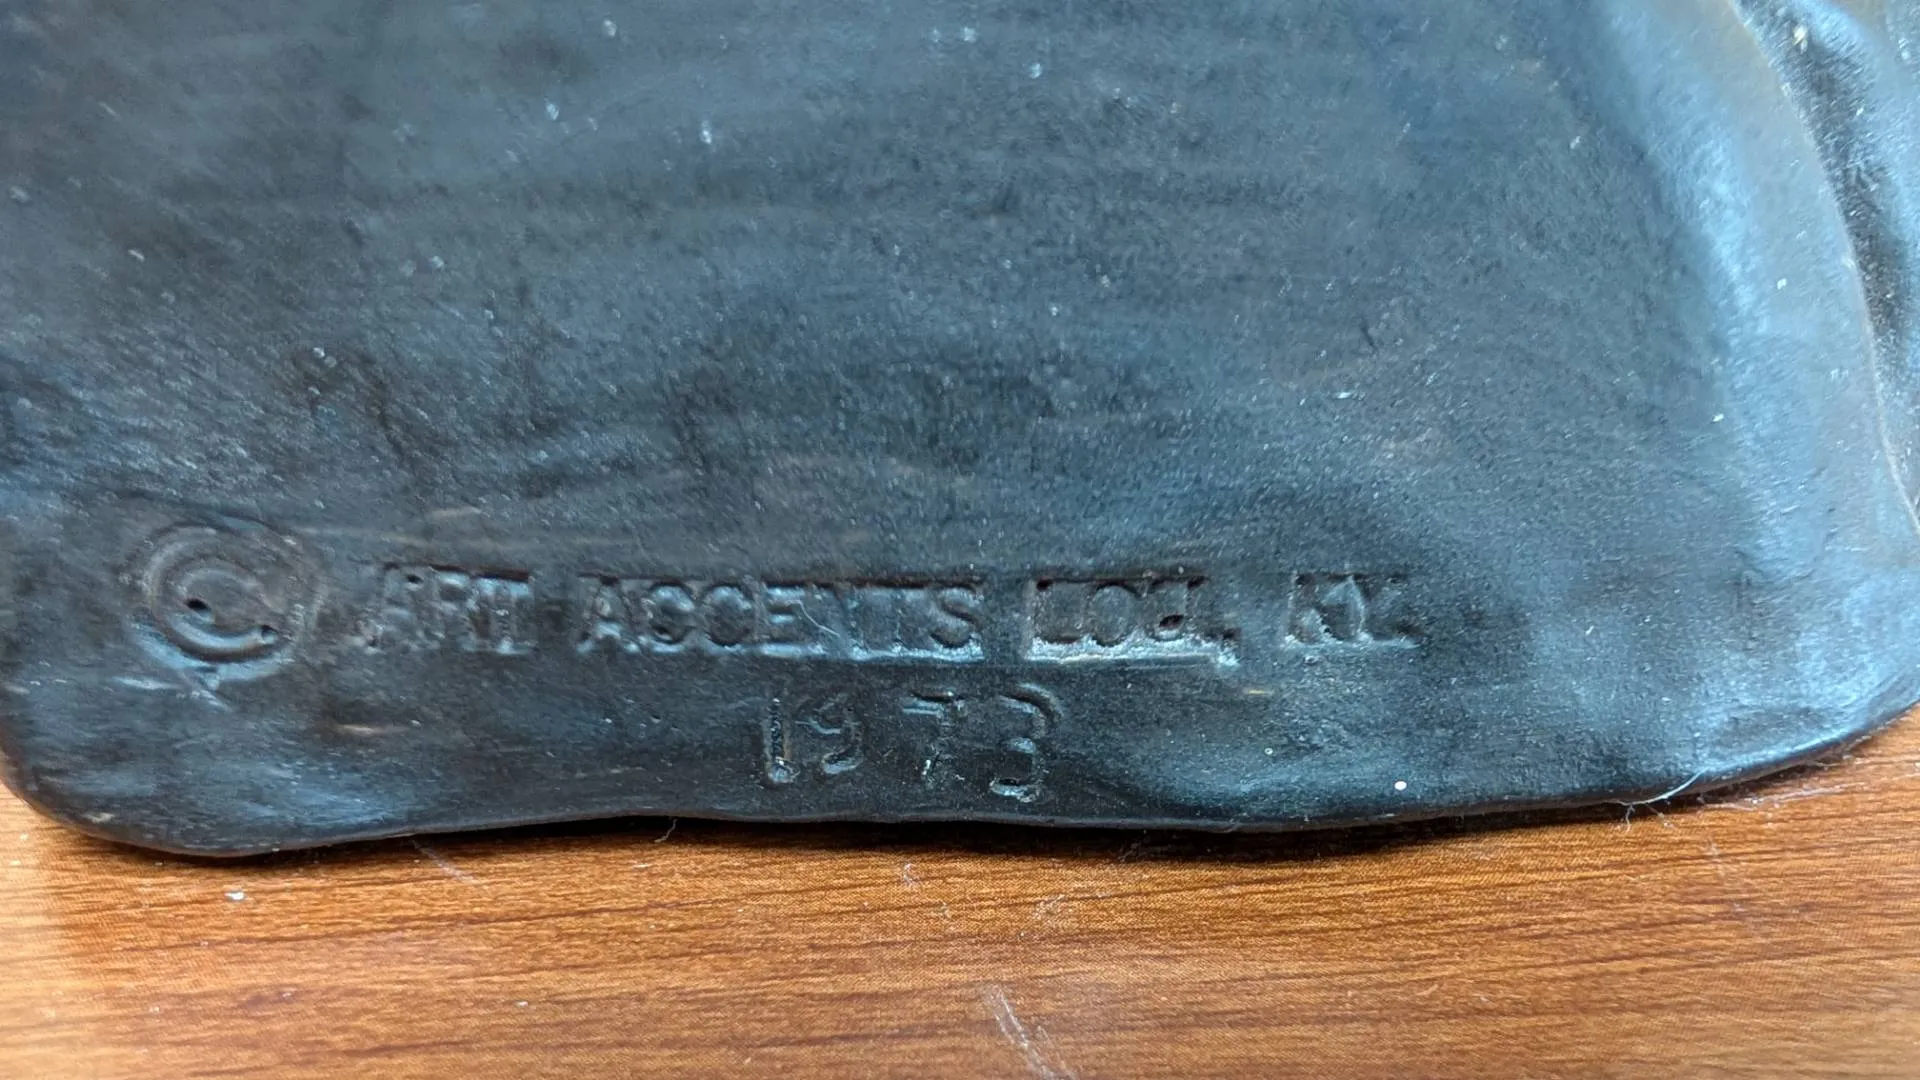 © ART ACCENTS LOU, KY.
1973